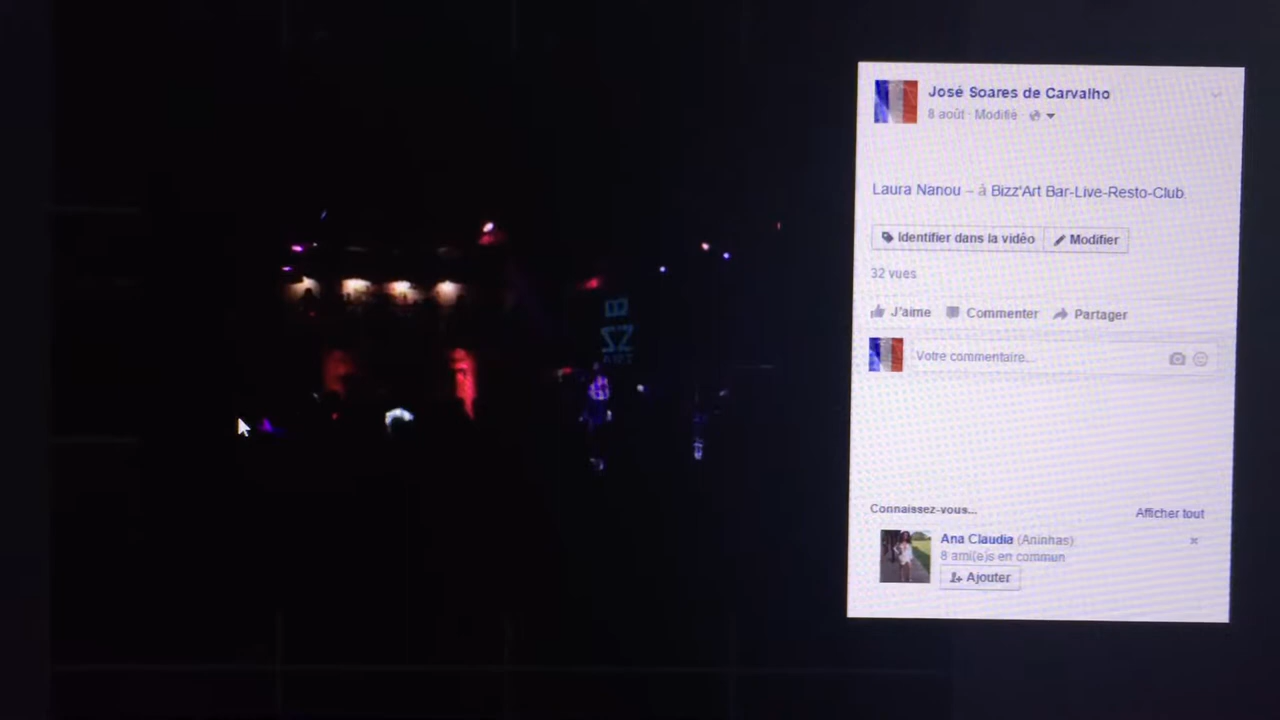 José Soares de Carvalho
8 août · Modifié ·
Laura Nanou – à Bizz'Art Bar-Live-Resto-Club.
Identifier dans la vidéo
Modifier
32 vues
J'aime Commenter Partager
Votre commentaire...
Connaissez-vous... Afficher tout
Ana Claudia (Aninhas)
8 ami(e)s en commun
Ajouter